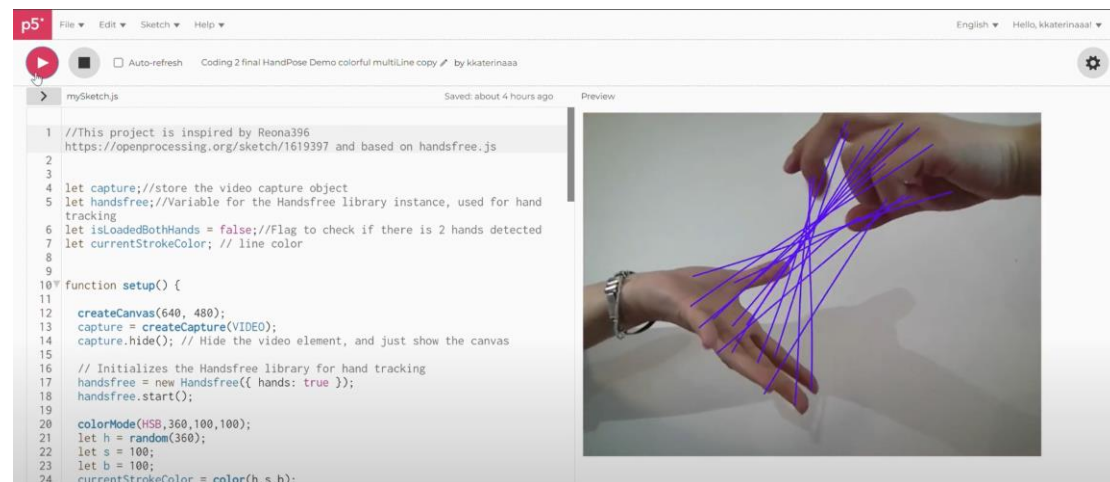 p5* File Edit Sketch Help English Hello, kkaterinaaa!
Auto-refresh Coding 2 final HandPose Demo colorful multiLine copy by kkaterinaaa
mySketch.js Saved: about 4 hours ago Preview
1 //This project is inspired by Reona396
https://openprocessing.org/sketch/1619397 and based on handsfree.js
2
3
4 let capture;//store the video capture object
5 let handsfree;//Variable for the Handsfree library instance, used for hand
tracking
6 let isLoadedBothHands = false;//Flag to check if there is 2 hands detected
7 let currentStrokeColor; // line color
8
9
10 function setup() {
11
12 createCanvas(640, 480);
13 capture = createCapture(VIDEO);
14 capture.hide(); // Hide the video element, and just show the canvas
15
16 // Initializes the Handsfree library for hand tracking
17 handsfree = new Handsfree({ hands: true });
18 handsfree.start();
19
20 colorMode(HSB,360,100,100);
21 let h = random(360);
22 let s = 100;
23 let b = 100;
24 currentStrokeColor = color(h,s,b);